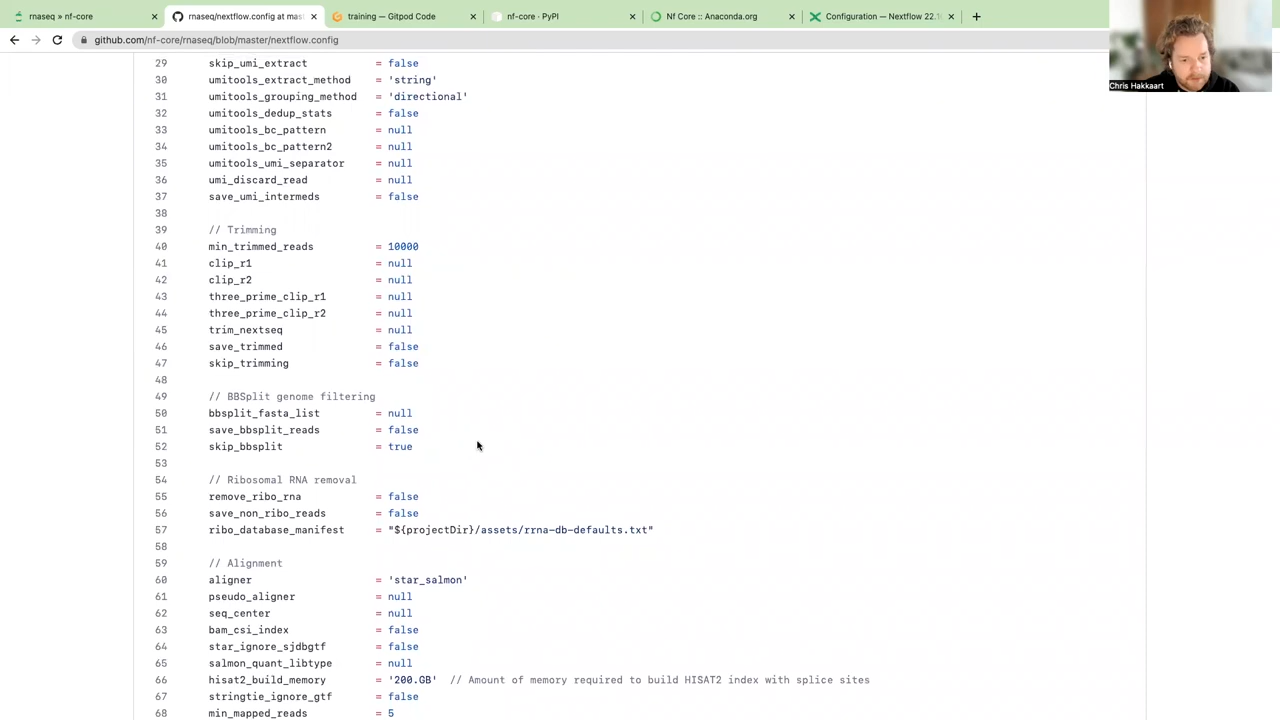 rnaseq » nf-core
rnaseq/nextflow.config at mas
training — Gitpod Code
nf-core · PyPI
Nf Core :: Anaconda.org
Configuration — Nextflow 22.1
github.com/nf-core/rnaseq/blob/master/nextflow.config
Chris Hakkaart
29 skip_umi_extract = false
30 umitools_extract_method = 'string'
31 umitools_grouping_method = 'directional'
32 umitools_dedup_stats = false
33 umitools_bc_pattern = null
34 umitools_bc_pattern2 = null
35 umitools_umi_separator = null
36 umi_discard_read = null
37 save_umi_intermeds = false
38
39 // Trimming
40 min_trimmed_reads = 10000
41 clip_r1 = null
42 clip_r2 = null
43 three_prime_clip_r1 = null
44 three_prime_clip_r2 = null
45 trim_nextseq = null
46 save_trimmed = false
47 skip_trimming = false
48
49 // BBSplit genome filtering
50 bbsplit_fasta_list = null
51 save_bbsplit_reads = false
52 skip_bbsplit = true
53
54 // Ribosomal RNA removal
55 remove_ribo_rna = false
56 save_non_ribo_reads = false
57 ribo_database_manifest = "${projectDir}/assets/rrna-db-defaults.txt"
58
59 // Alignment
60 aligner = 'star_salmon'
61 pseudo_aligner = null
62 seq_center = null
63 bam_csi_index = false
64 star_ignore_sjdbgtf = false
65 salmon_quant_libtype = null
66 hisat2_build_memory = '200.GB' // Amount of memory required to build HISAT2 index with splice sites
67 stringtie_ignore_gtf = false
68 min_mapped_reads = 5